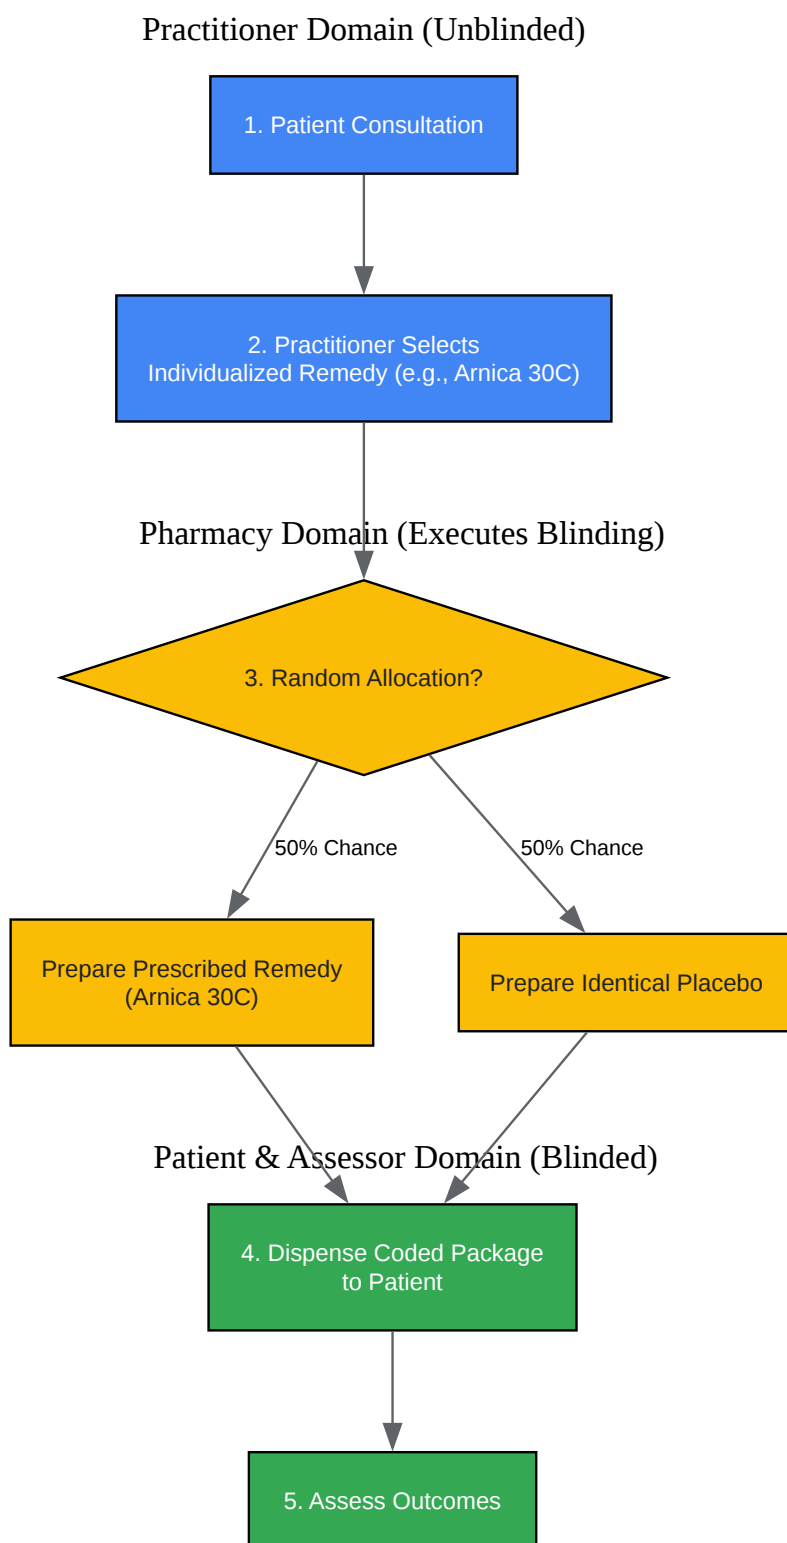 Practitioner Domain (Unblinded)
1. Patient Consultation
2. Practitioner Selects
Individualized Remedy (e.g., Arnica 30C)
Pharmacy Domain (Executes Blinding)
3. Random Allocation?
50% Chance
50% Chance
Prepare Prescribed Remedy
(Arnica 30C)
Prepare Identical Placebo
Patient & Assessor Domain (Blinded)
4. Dispense Coded Package
to Patient
5. Assess Outcomes